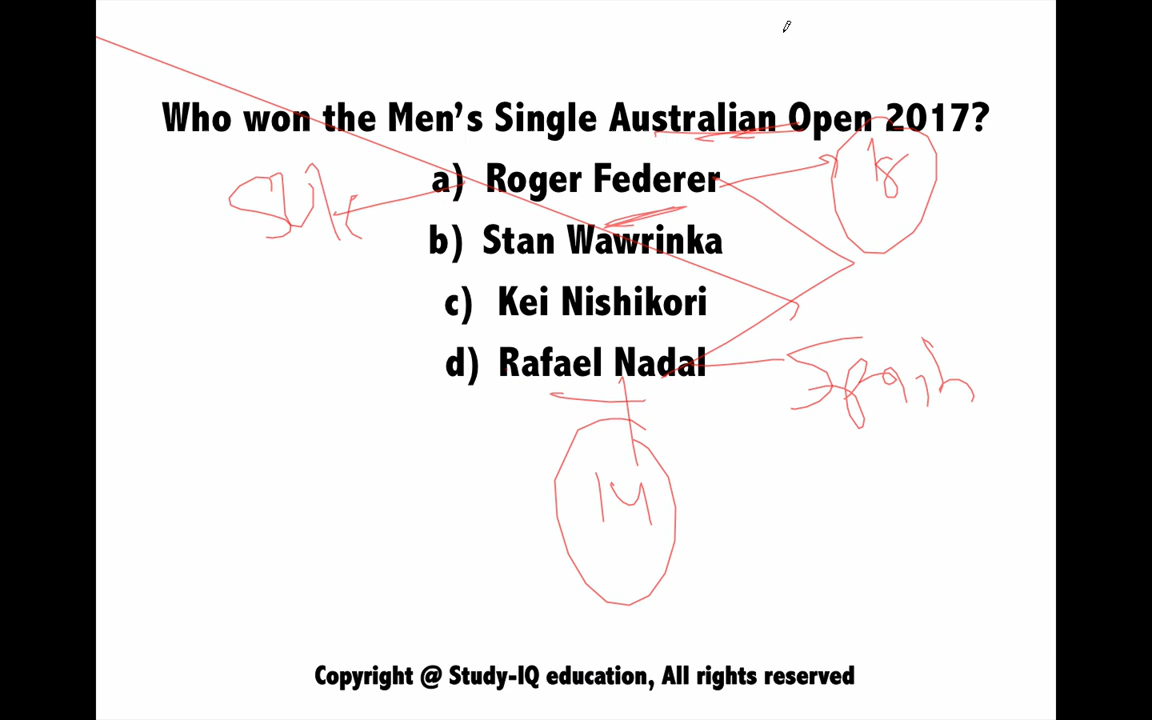 Who won the Men's Single Australian Open 2017?
a) Roger Federer
18
b) Stan Wawrinka
c) Kei Nishikori
d) Rafael Nadal
Spain
14
Copyright @ Study-IQ education, All rights reserved